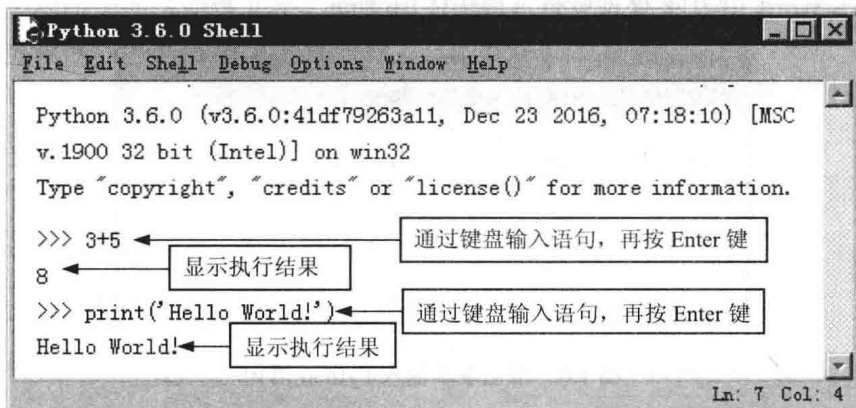 Python 3.6.0 Shell
File Edit Shell Debug Options Window Help
Python 3.6.0 (v3.6.0:41df79263a11, Dec 23 2016, 07:18:10) [MSC
v.1900 32 bit (Intel)] on win32
Type "copyright", "credits" or "license()" for more information.
>>> 3+5 通过键盘输入语句，再按 Enter 键
8 显示执行结果
>>> print('Hello World!') 通过键盘输入语句，再按 Enter 键
Hello World! 显示执行结果
Ln: 7 Col: 4